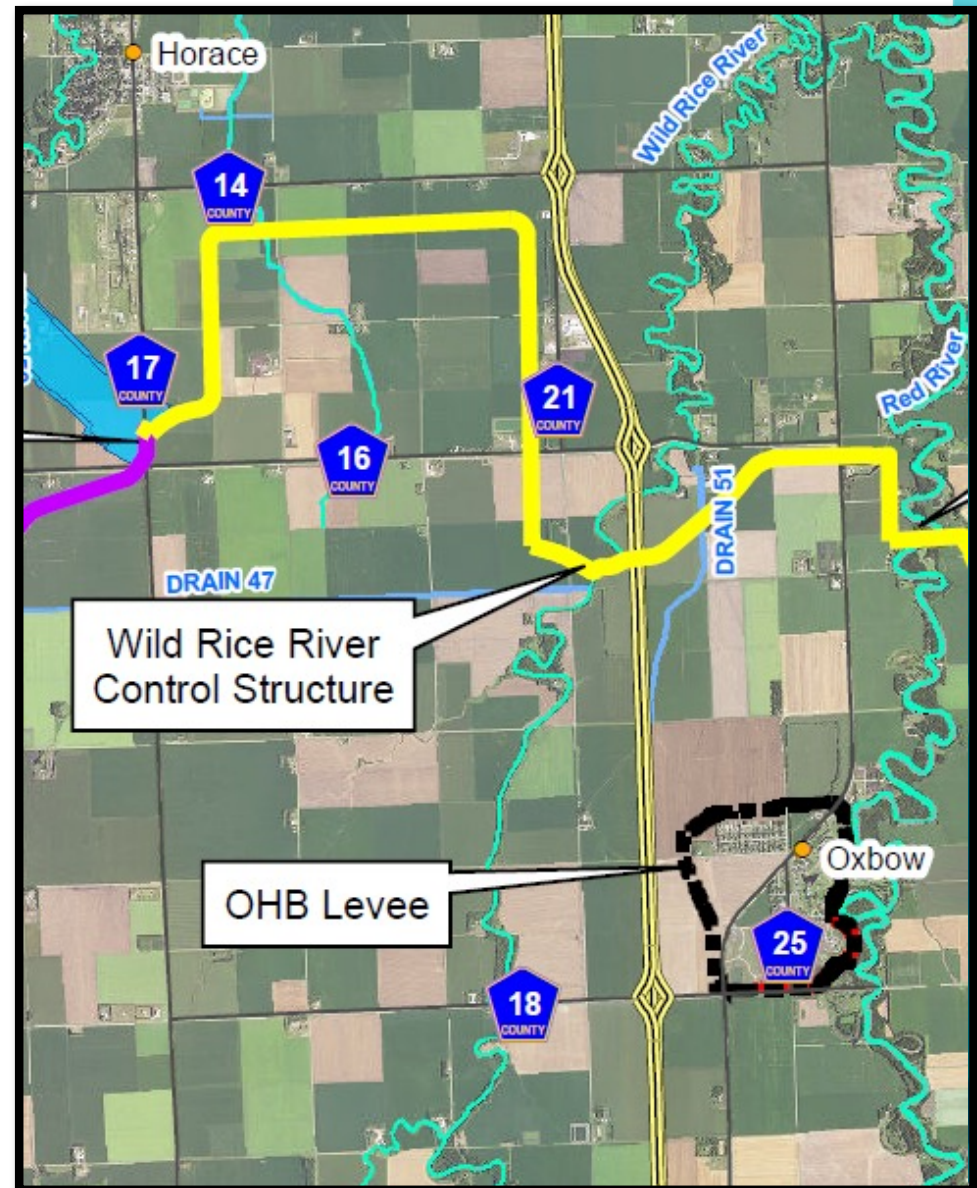 Horace
Wild Rice River
14
COUNTY
17
COUNTY
21
COUNTY
Red River
16
COUNTY
DRAIN 51
DRAIN 47
Wild Rice River
Control Structure
Oxbow
OHB Levee
25
COUNTY
18
COUNTY